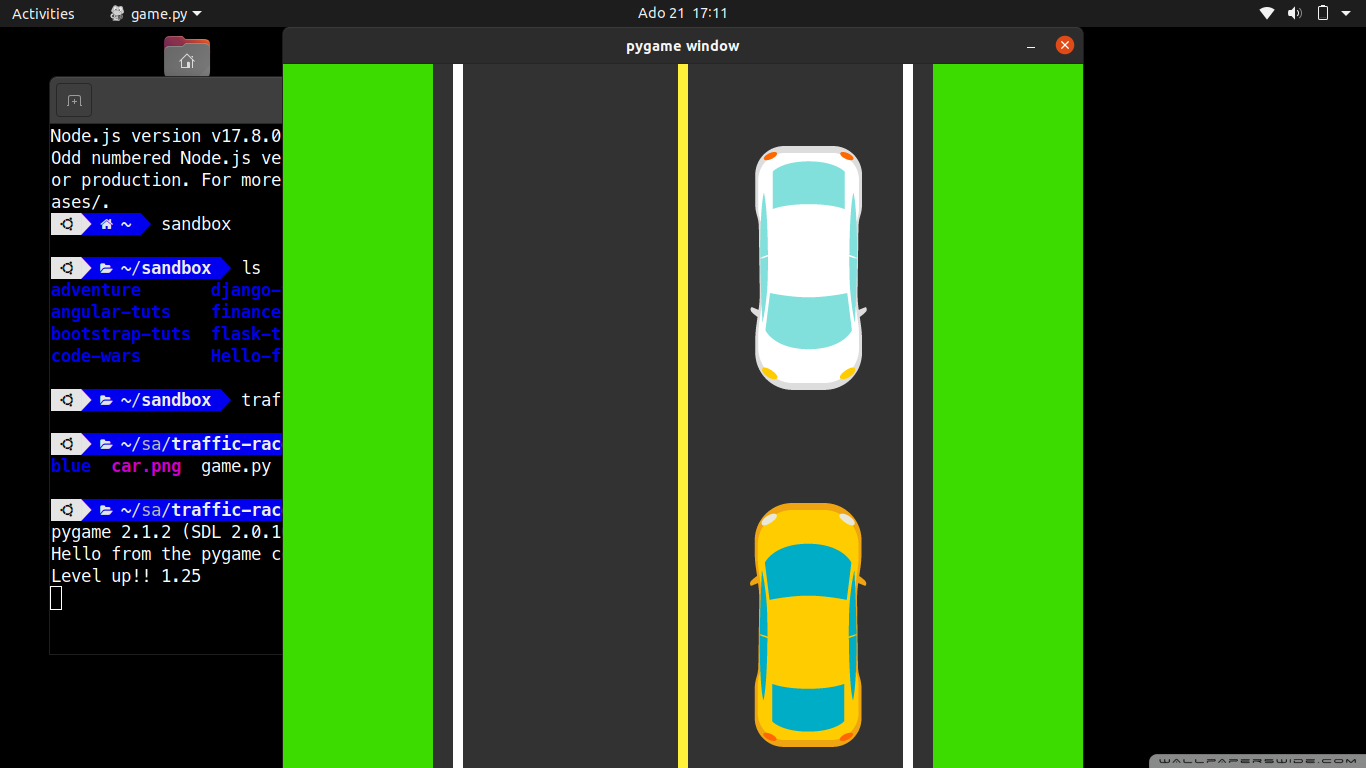 Activities game.py Ado 21 17:11
pygame window
Node.js version v17.8.0
Odd numbered Node.js ve
or production. For more
ases/.
~ sandbox
~/sandbox ls
adventure django-
angular-tuts finance
bootstrap-tuts flask-t
code-wars Hello-f
~/sandbox traf
~/sa/traffic-rac
blue car.png game.py
~/sa/traffic-rac
pygame 2.1.2 (SDL 2.0.1
Hello from the pygame c
Level up!! 1.25
WALLPAPERSWIDE.COM